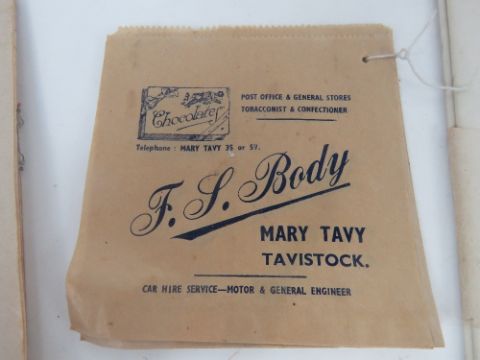 Chocolates
POST OFFICE & GENERAL STORES
TOBACCONIST & CONFECTIONER
Telephone : MARY TAVY 35 or 59.
F. S. Body
MARY TAVY
TAVISTOCK.
CAR HIRE SERVICE—MOTOR & GENERAL ENGINEER